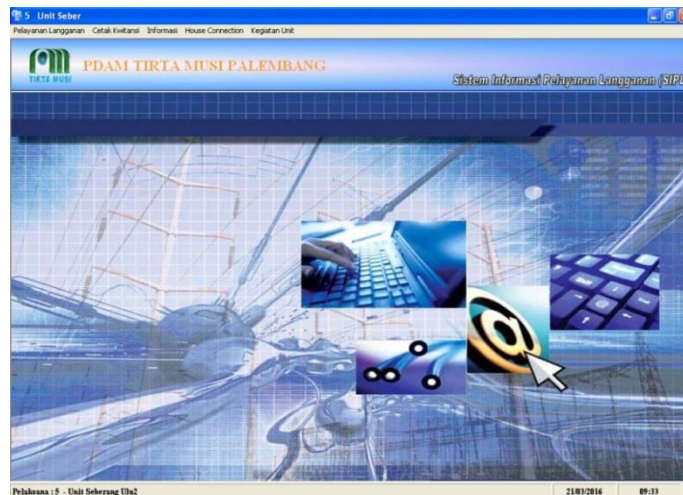 5 Unit Seber
Pelayanan Langganan Cetak Kwitansi Informasi House Connection Kegiatan Unit
TIRTA MUSI
PDAM TIRTA MUSI PALEMBANG
Sistem Informasi Pelayanan Langganan (SIPL
@
Pelaksana : 5 - Unit Seberang Ulu2
21/03/2016
09:33